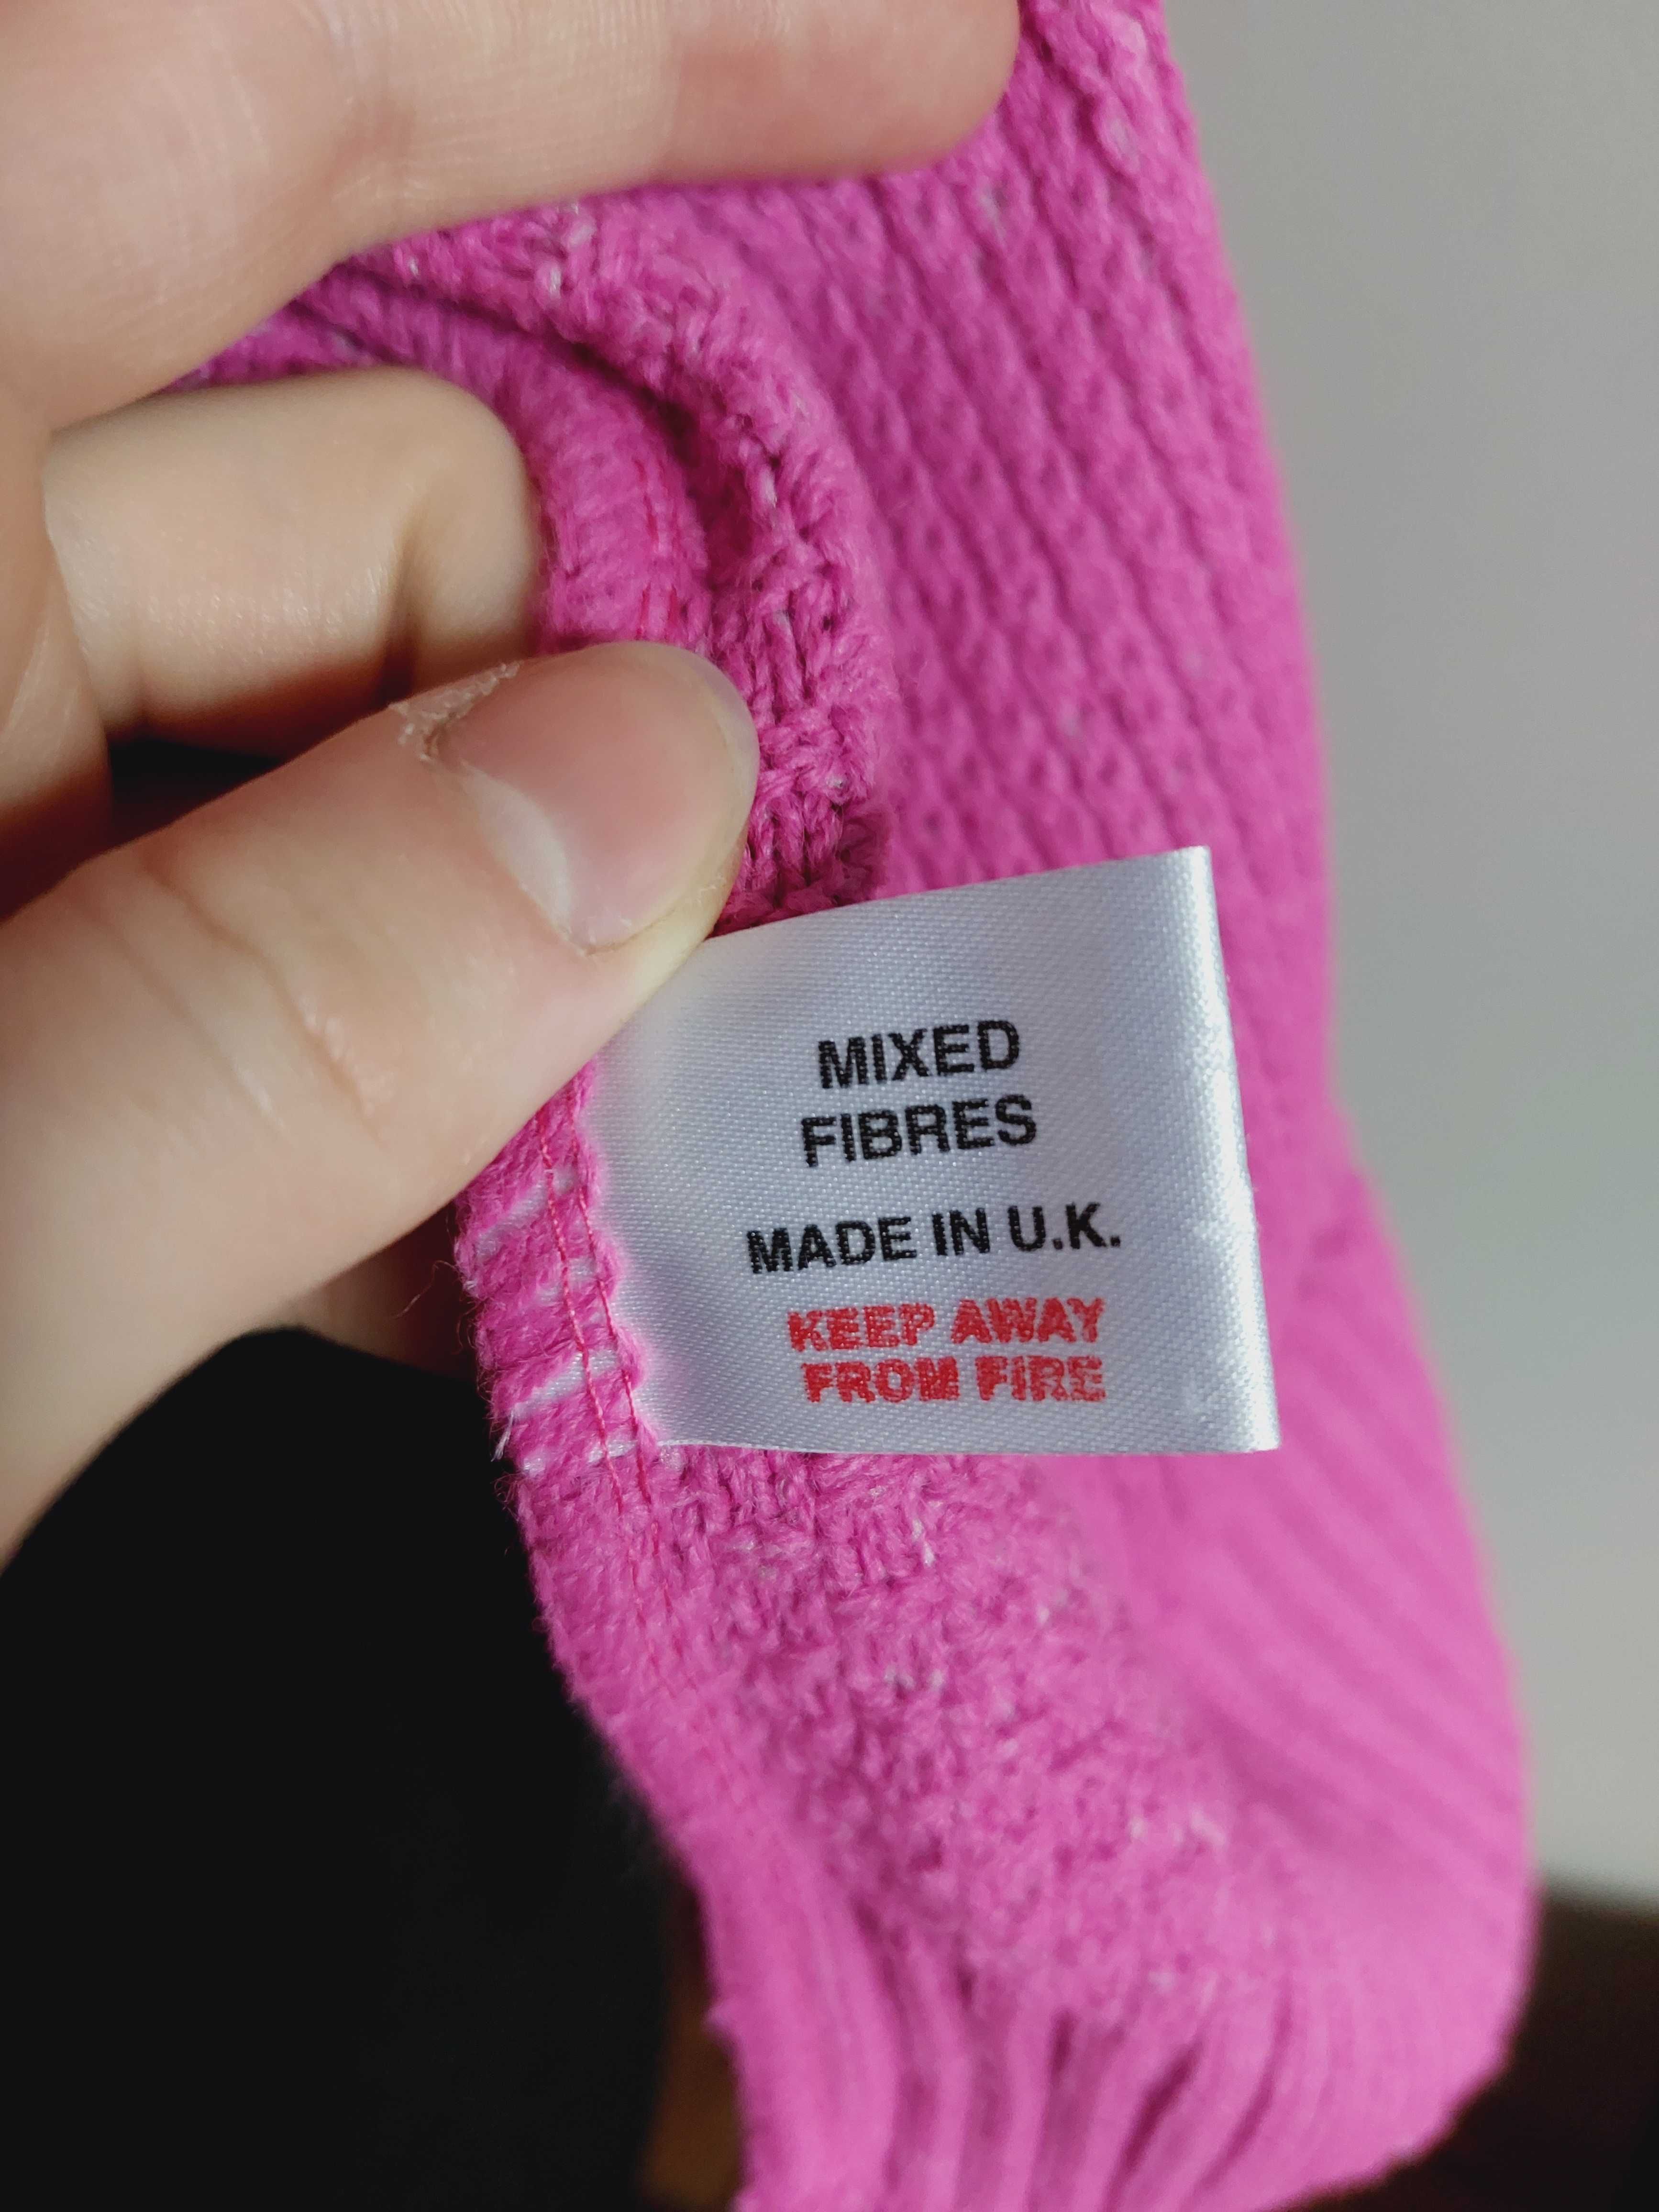 MIXED
FIBRES
MADE IN U.K.
KEEP AWAY
FROM FIRE